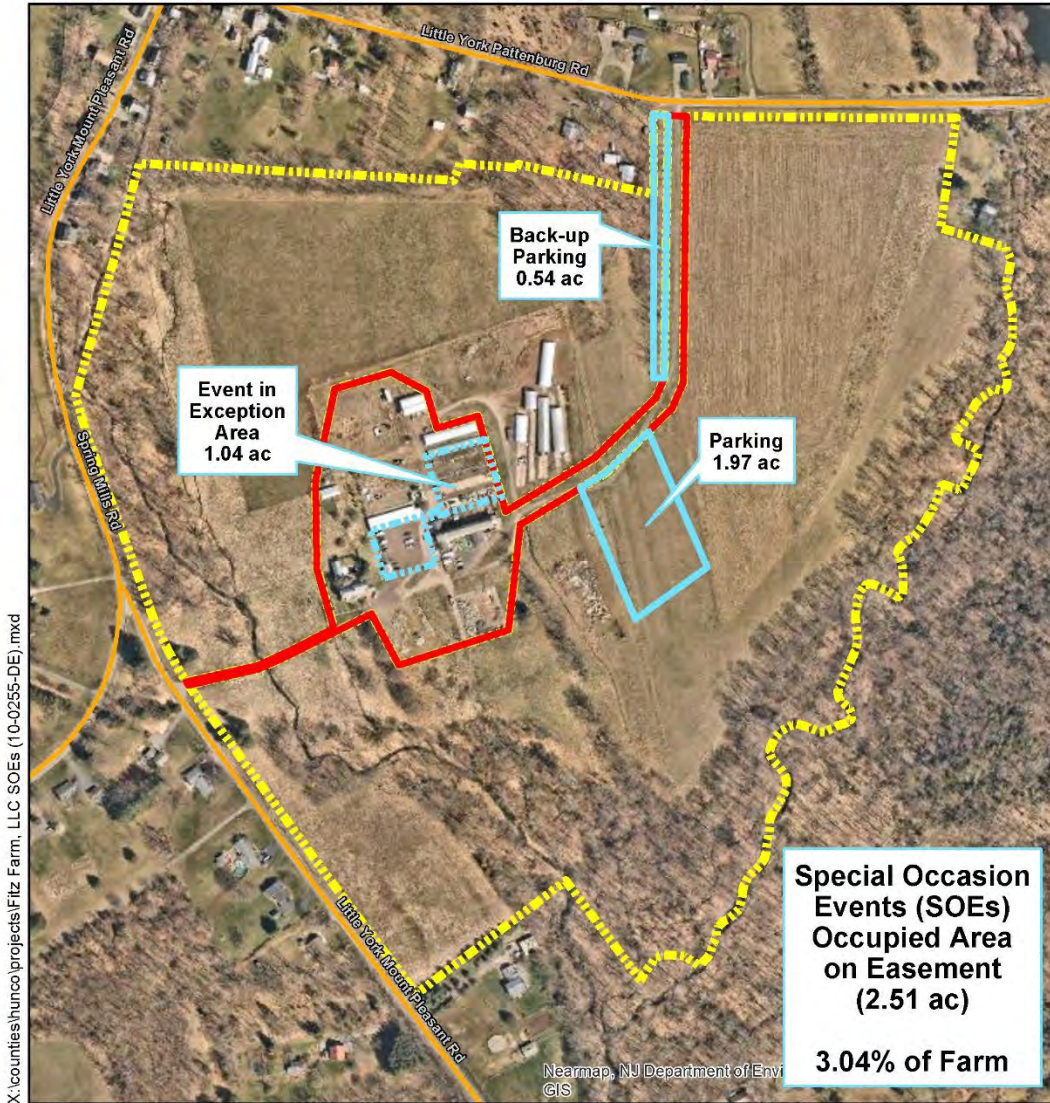 Little York Pattenburg Rd
Little York Mount Pleasant Rd
Back-up
Parking
0.54 ac
Event in
Exception
Area
1.04 ac
Parking
1.97 ac
Spring Mills Rd
X:\counties\hunco\projects\Fitz Farm, LLC SOEs (10-0255-DE).mxd
Little York Mount Pleasant Rd
Special Occasion
Events (SOEs)
Occupied Area
on Easement
(2.51 ac)
3.04% of Farm
Nearmap, NJ Department of Envi
GIS